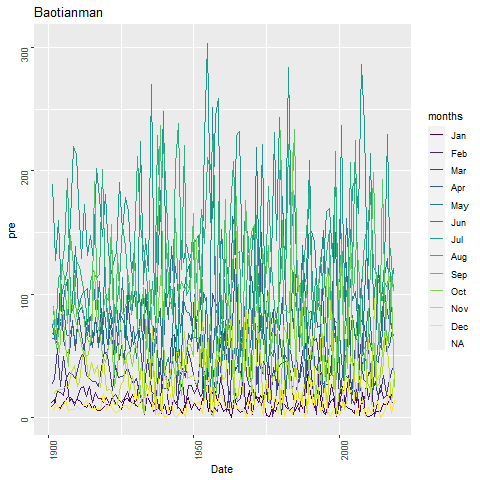 Baotianman
300
200
100
0
pre
1900
1950
2000
Date
months
Jan
Feb
Mar
Apr
May
Jun
Jul
Aug
Sep
Oct
Nov
Dec
NA